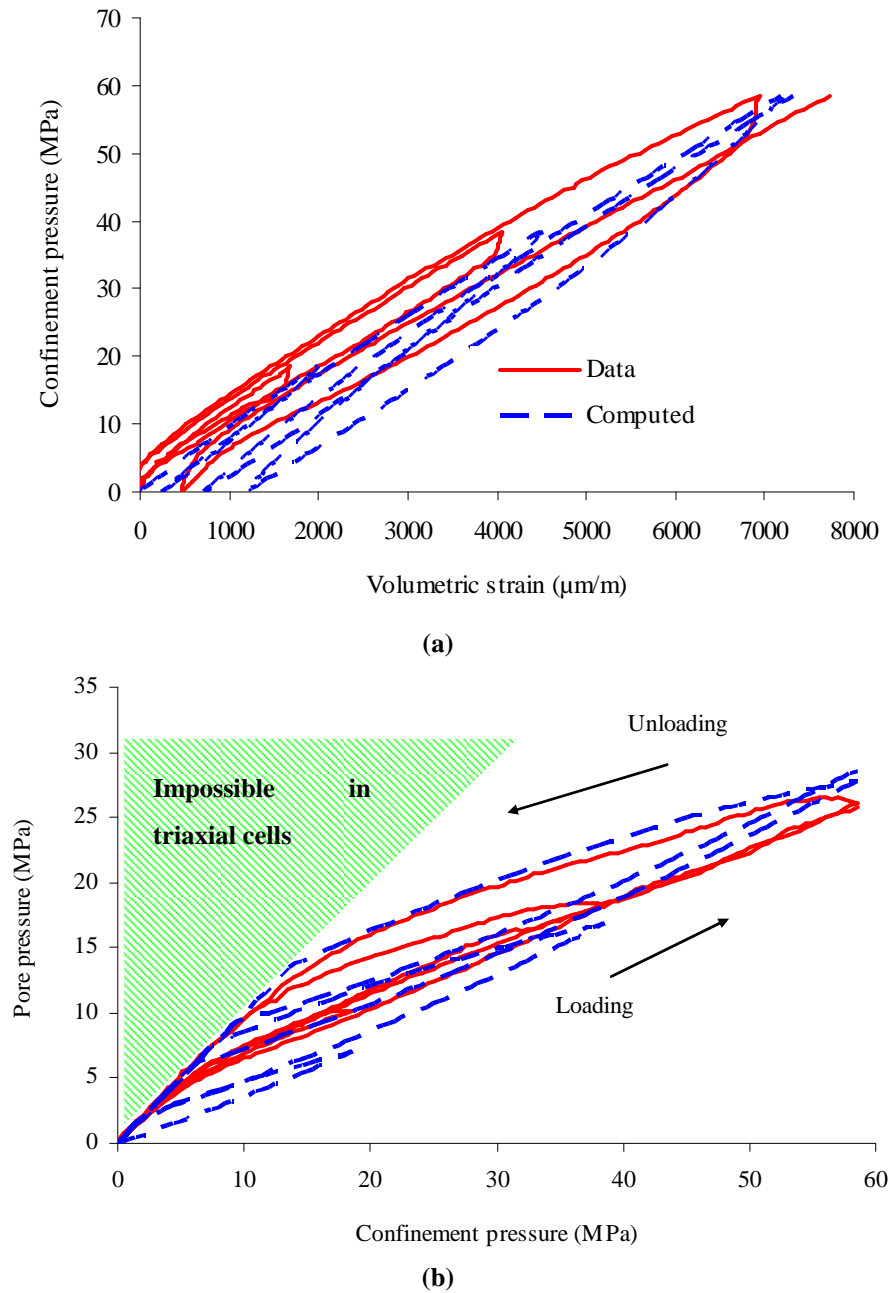 70
60
50
40
30
20
10
0
Confinement pressure (MPa)
Data
Computed
0 1000 2000 3000 4000 5000 6000 7000 8000
Volumetric strain (µm/m)
(a)
35
30
25
20
15
10
5
0
Pore pressure (MPa)
Impossible in
triaxial cells
Unloading
Loading
0 10 20 30 40 50 60
Confinement pressure (MPa)
(b)